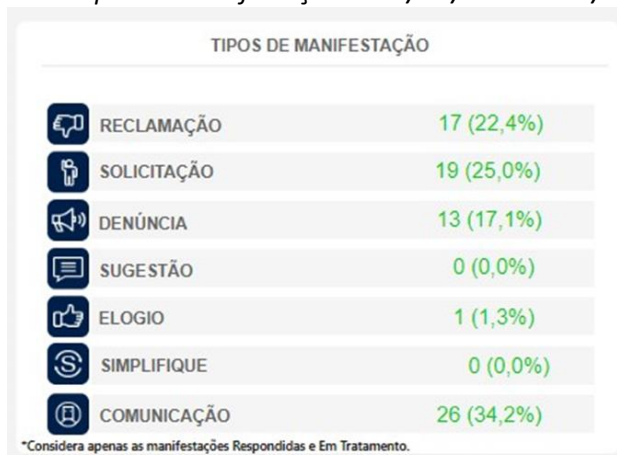 TIPOS DE MANIFESTAÇÃO
RECLAMAÇÃO 17 (22,4%)
SOLICITAÇÃO 19 (25,0%)
DENÚNCIA 13 (17,1%)
SUGESTÃO 0 (0,0%)
ELOGIO 1 (1,3%)
SIMPLIFIQUE 0 (0,0%)
COMUNICAÇÃO 26 (34,2%)
*Considera apenas as manifestações Respondidas e Em Tratamento.